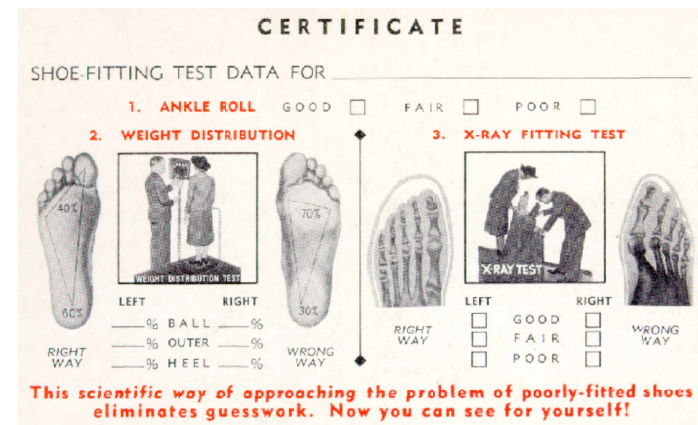 CERTIFICATE
SHOE-FITTING TEST DATA FOR
1. ANKLE ROLL GOOD FAIR POOR
2. WEIGHT DISTRIBUTION
40%
60%
RIGHT WAY
WEIGHT DISTRIBUTION TEST
70%
30%
WRONG WAY
LEFT RIGHT
% BALL %
% OUTER %
% HEEL %
3. X-RAY FITTING TEST
RIGHT WAY
X-RAY TEST
WRONG WAY
LEFT RIGHT
GOOD
FAIR
POOR
This scientific way of approaching the problem of poorly-fitted shoes
eliminates guesswork. Now you can see for yourself!